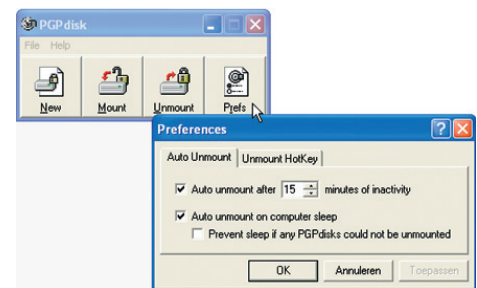 PGPdisk
File Help
New Mount Unmount Prefs
Preferences
Auto Unmount Unmount HotKey
Auto unmount after 15 minutes of inactivity
Auto unmount on computer sleep
Prevent sleep if any PGPdisks could not be unmounted
OK Annuleren Toepassen